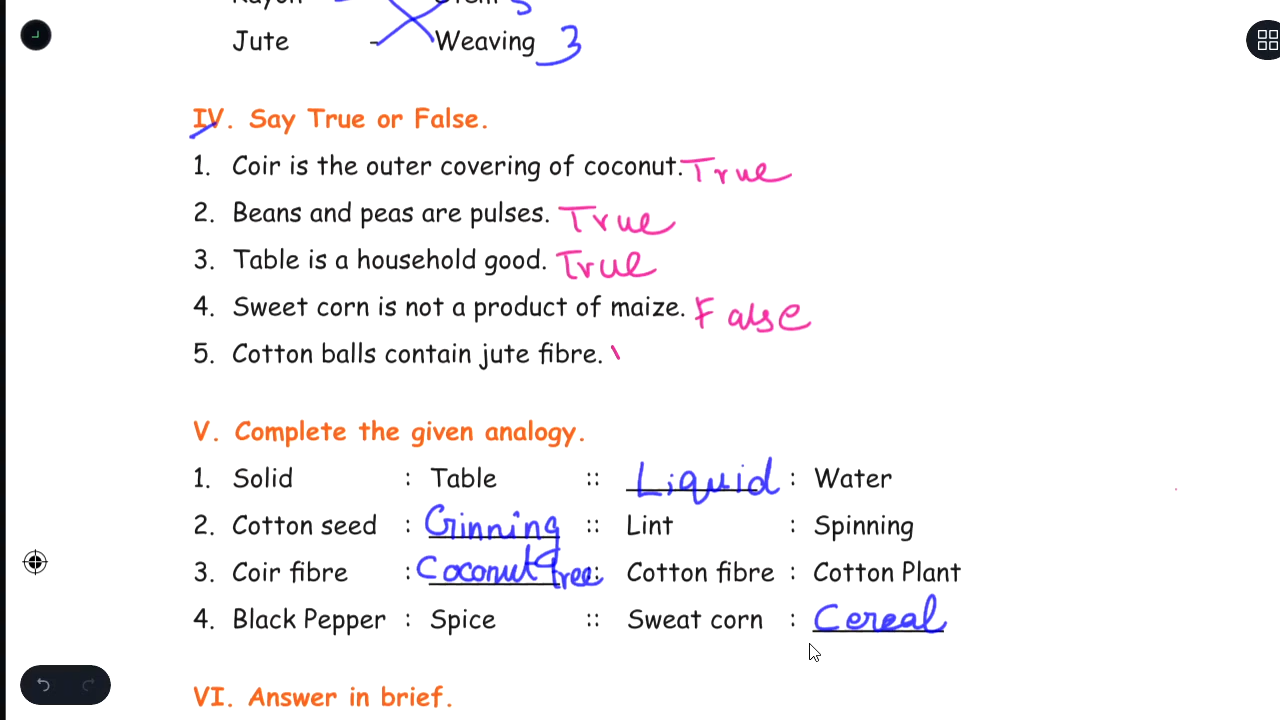 Jute - Weaving 3
IV. Say True or False.
1. Coir is the outer covering of coconut. True
2. Beans and peas are pulses. True
3. Table is a household good. True
4. Sweet corn is not a product of maize. False
5. Cotton balls contain jute fibre.
V. Complete the given analogy.
1. Solid : Table :: Liquid : Water
2. Cotton seed : Ginning :: Lint : Spinning
3. Coir fibre : Coconut Tree :: Cotton fibre : Cotton Plant
4. Black Pepper : Spice :: Sweat corn : Cereal
VI. Answer in brief.